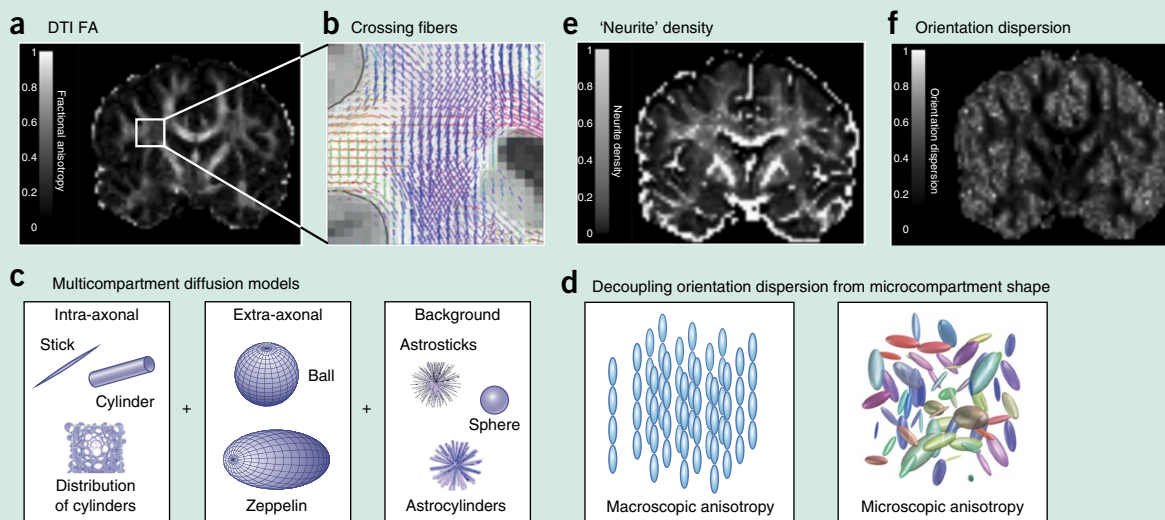 a DTI FA
1
0.8
0.6
0.4
0.2
0
Fractional anisotropy
b Crossing fibers
e 'Neurite' density
1
0.8
0.6
0.4
0.2
0
Neurite density
f Orientation dispersion
1
0.8
0.6
0.4
0.2
0
Orientation dispersion
c Multicompartment diffusion models
Intra-axonal
Stick
Cylinder
Distribution
of cylinders
+
Extra-axonal
Ball
Zeppelin
+
Background
Astrosticks
Sphere
Astrocylinders
d Decoupling orientation dispersion from microcompartment shape
Macroscopic anisotropy
Microscopic anisotropy